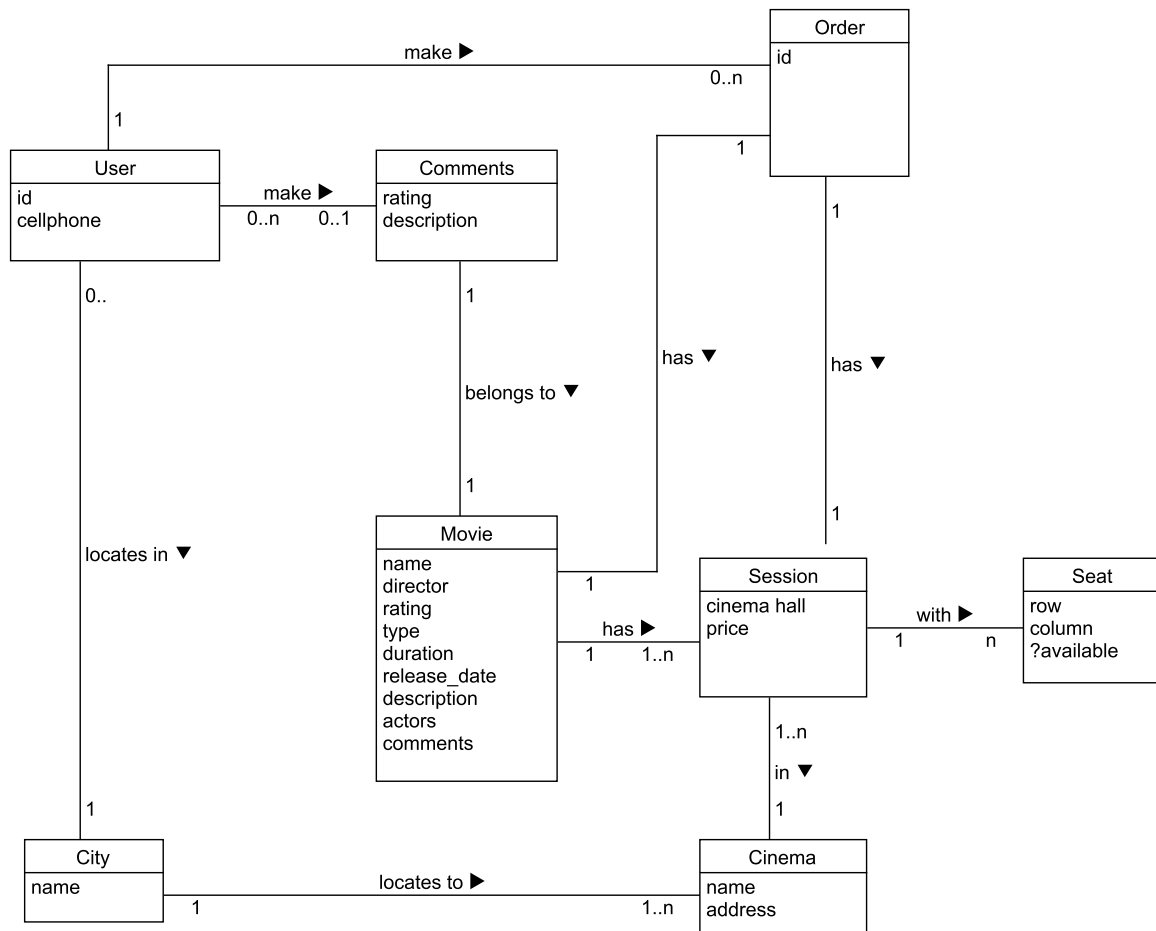 Order
id
make ▶
0..n
1
1
User
id
cellphone
make ▶
0..n
0..1
Comments
rating
description
1
0..
1
has ▼
has ▼
belongs to ▼
1
1
locates in ▼
Movie
name
director
rating
type
duration
release_date
description
actors
comments
1
has ▶
1
1..n
Session
cinema hall
price
with ▶
1
n
Seat
row
column
?available
1..n
in ▼
1
1
City
name
locates to ▶
1
1..n
Cinema
name
address